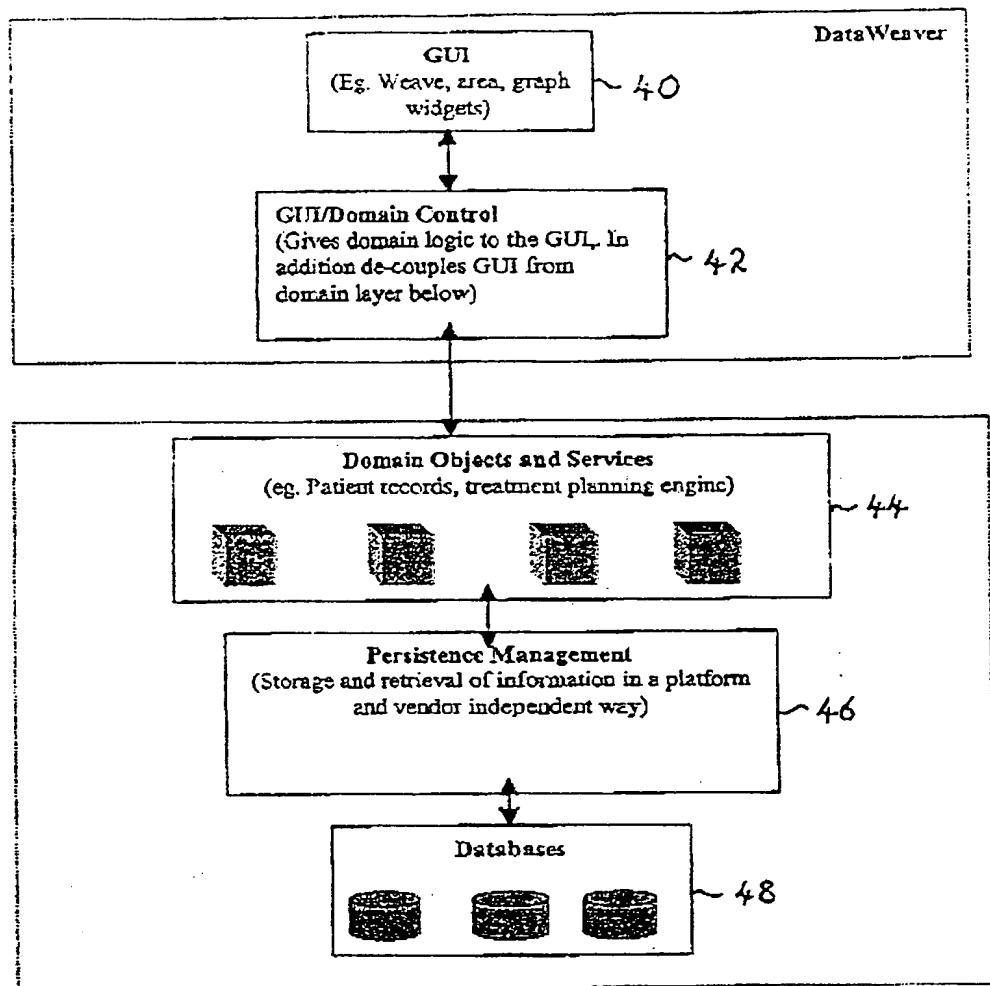 DataWeaver
GUI
(Eg. Weave, area, graph
widgets)
40
GUI/Domain Control
(Gives domain logic to the GUI. In
addition de-couples GUI from
domain layer below)
42
Domain Objects and Services
(eg. Patient records, treatment planning engine)
44
Persistence Management
(Storage and retrieval of information in a platform
and vendor independent way)
46
Databases
48